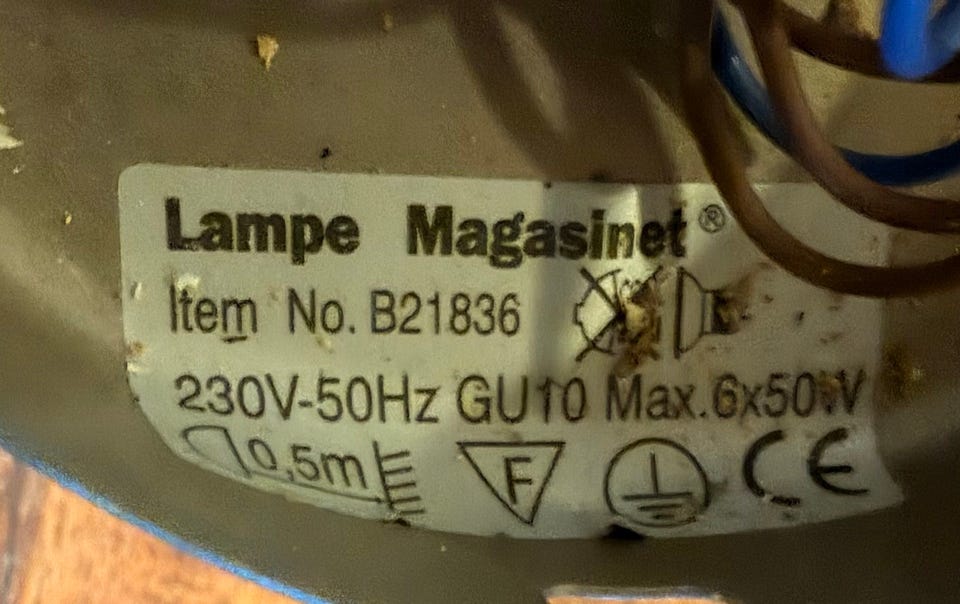 Lampe Magasinet®
Item No. B21836
230V-50Hz GU10 Max.6x50W
0,5m F CE